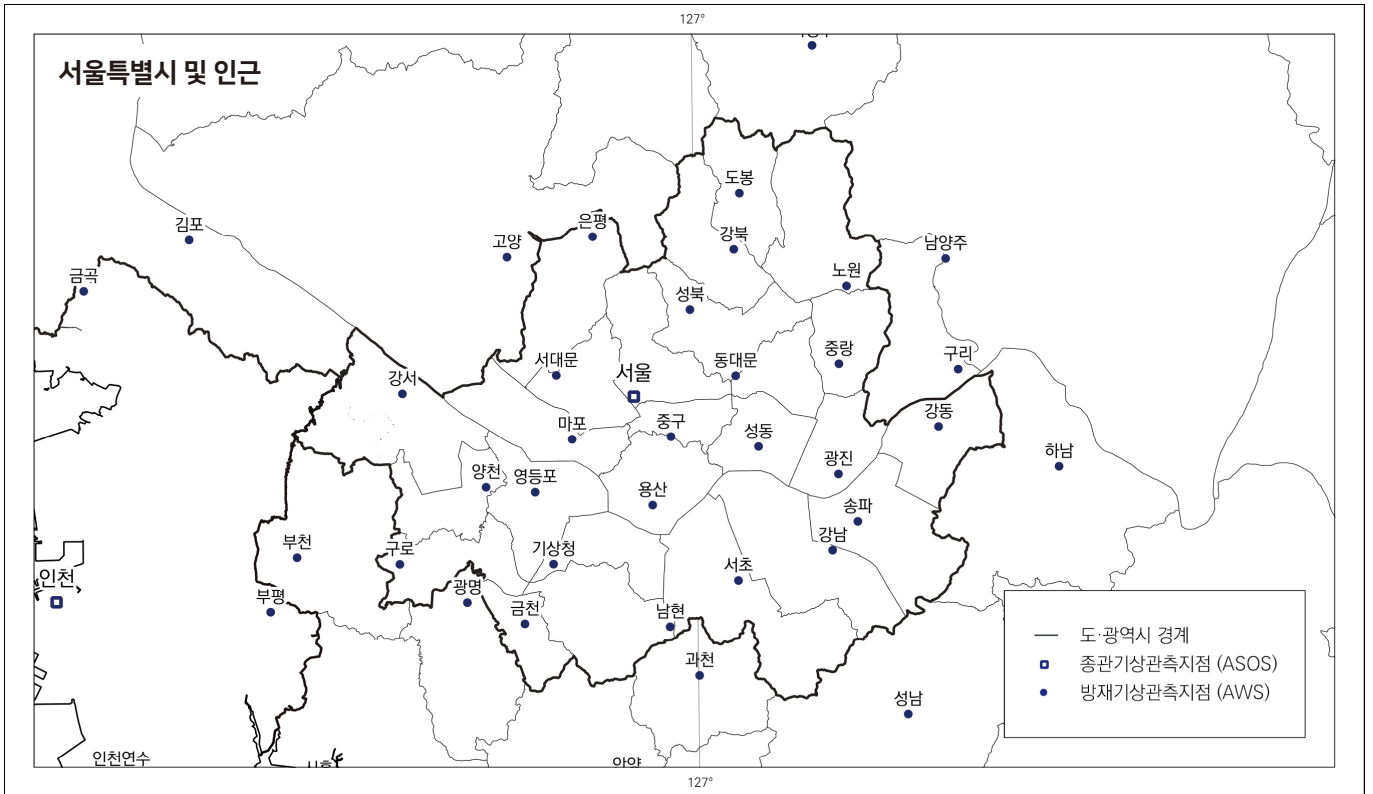 127°
서울특별시 및 인근
도봉
김포
은평
고양
강북
남양주
금곡
노원
성북
서대문
동대문
중랑
구리
서울
강서
마포
중구
성동
강동
하남
양천
영등포
광진
용산
송파
강남
부천
구로
기상청
서초
인천
광명
부평
금천
남현
과천
성남
도·광역시 경계
종관기상관측지점 (ASOS)
방재기상관측지점 (AWS)
인천연수
127°